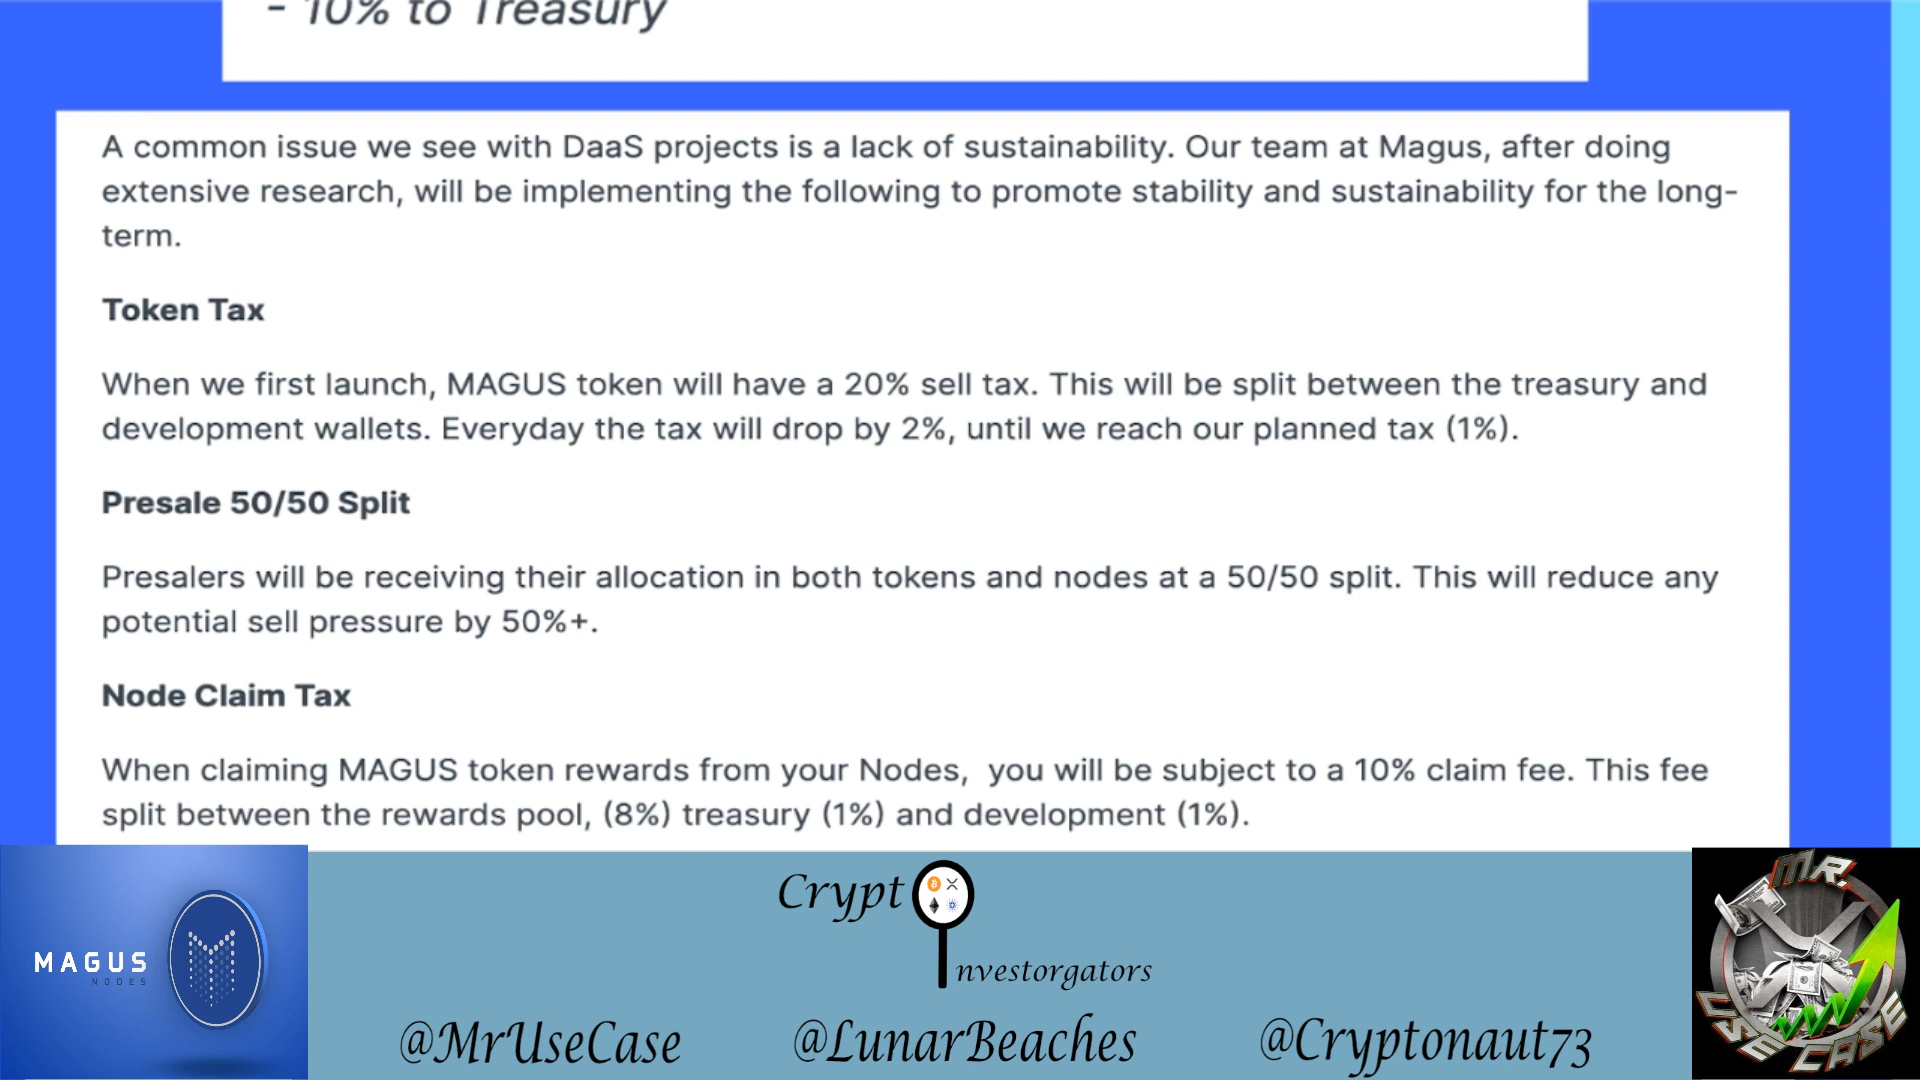 - 10% to Treasury
A common issue we see with DaaS projects is a lack of sustainability. Our team at Magus, after doing
extensive research, will be implementing the following to promote stability and sustainability for the long-
term.
Token Tax
When we first launch, MAGUS token will have a 20% sell tax. This will be split between the treasury and
development wallets. Everyday the tax will drop by 2%, until we reach our planned tax (1%).
Presale 50/50 Split
Presalers will be receiving their allocation in both tokens and nodes at a 50/50 split. This will reduce any
potential sell pressure by 50%+.
Node Claim Tax
When claiming MAGUS token rewards from your Nodes,  you will be subject to a 10% claim fee. This fee
split between the rewards pool, (8%) treasury (1%) and development (1%).
MAGUS
NODES
Crypt
nvestorgators
@MrUseCase
@LunarBeaches
@Cryptonaut73
MR.
USE CASE